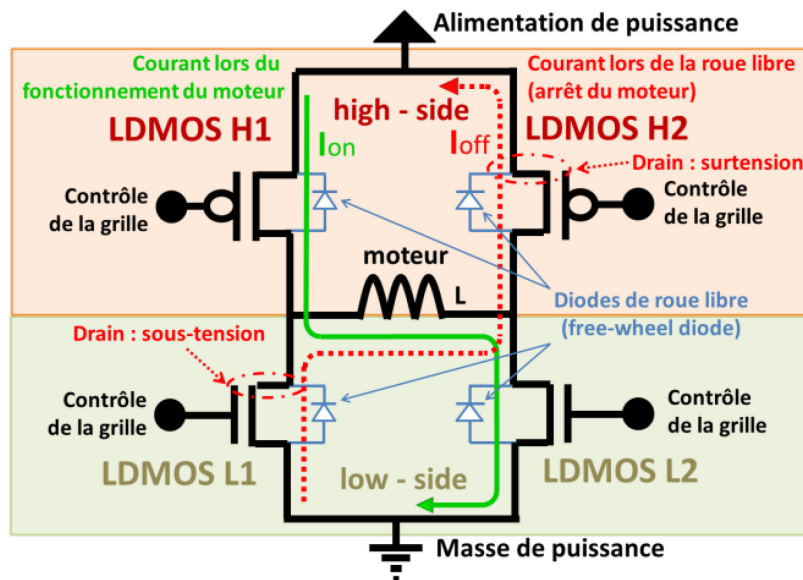 Alimentation de puissance
Courant lors du
fonctionnement du moteur
Courant lors de la roue libre
(arrêt du moteur)
high - side
LDMOS H1
LDMOS H2
Ion
Ioff
Drain : surtension
Contrôle
de la grille
Contrôle
de la grille
moteur
L
Diodes de roue libre
(free-wheel diode)
Drain : sous-tension
Contrôle
de la grille
Contrôle
de la grille
LDMOS L1
low - side
LDMOS L2
Masse de puissance